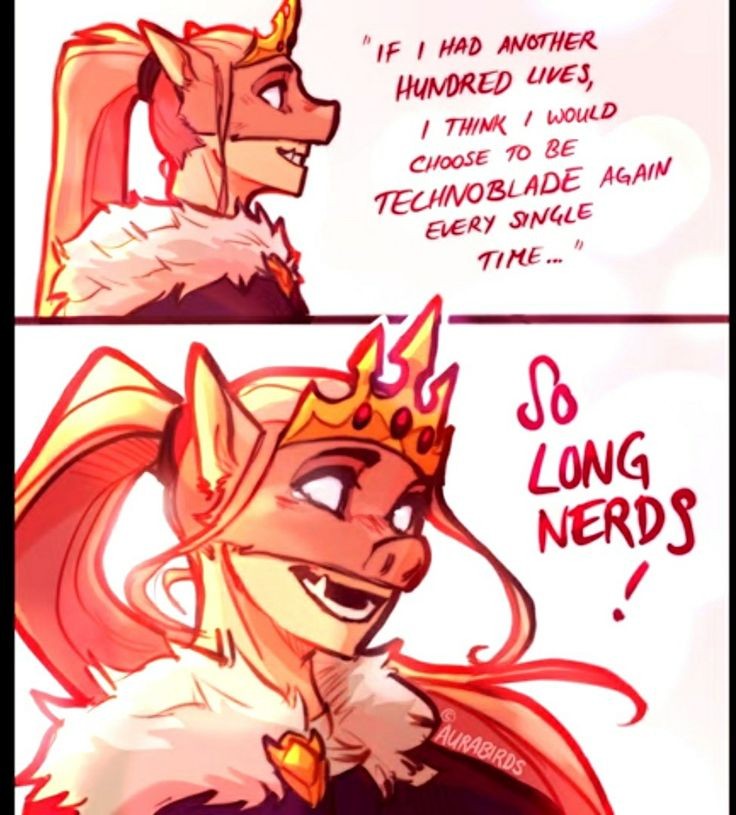 "IF I HAD ANOTHER
HUNDRED LIVES,
I THINK I WOULD
CHOOSE TO BE
TECHNOBLADE AGAIN
EVERY SINGLE
TIME..."
SO
LONG
NERDS
!
©
AURABIRDS